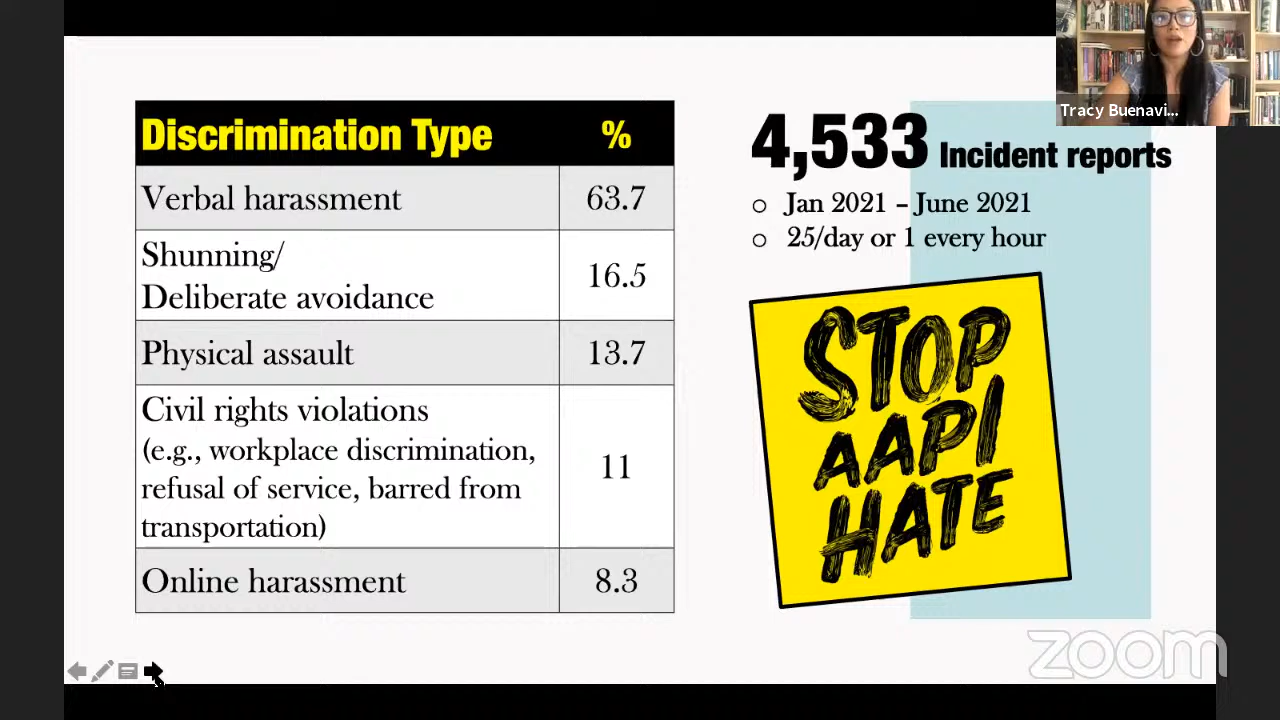 Discrimination Type %
Verbal harassment 63.7
Shunning/
Deliberate avoidance 16.5
Physical assault 13.7
Civil rights violations
(e.g., workplace discrimination,
refusal of service, barred from
transportation) 11
Online harassment 8.3
Tracy Buenavi...
4,533 Incident reports
o Jan 2021 – June 2021
o 25/day or 1 every hour
STOP
AAPI
HATE
zoom